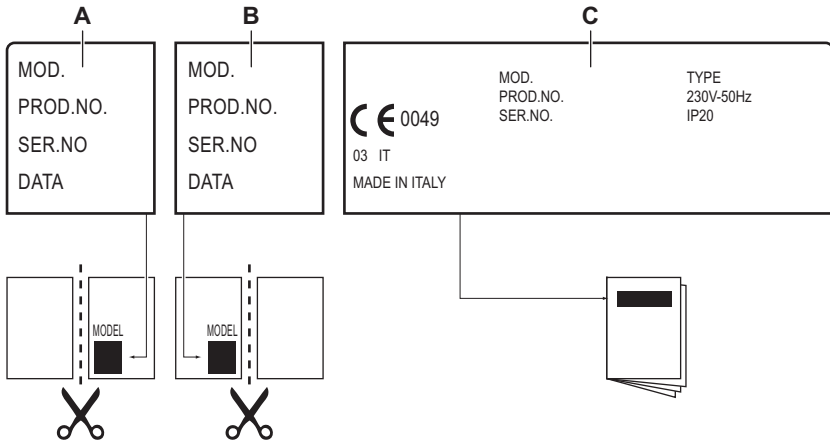 A
B
C
MOD.
PROD.NO.
SER.NO
DATA
MOD.
PROD.NO.
SER.NO
DATA
MOD.
PROD.NO.
SER.NO.
TYPE
230V-50Hz
IP20
CE 0049
03 IT
MADE IN ITALY
MODEL
MODEL